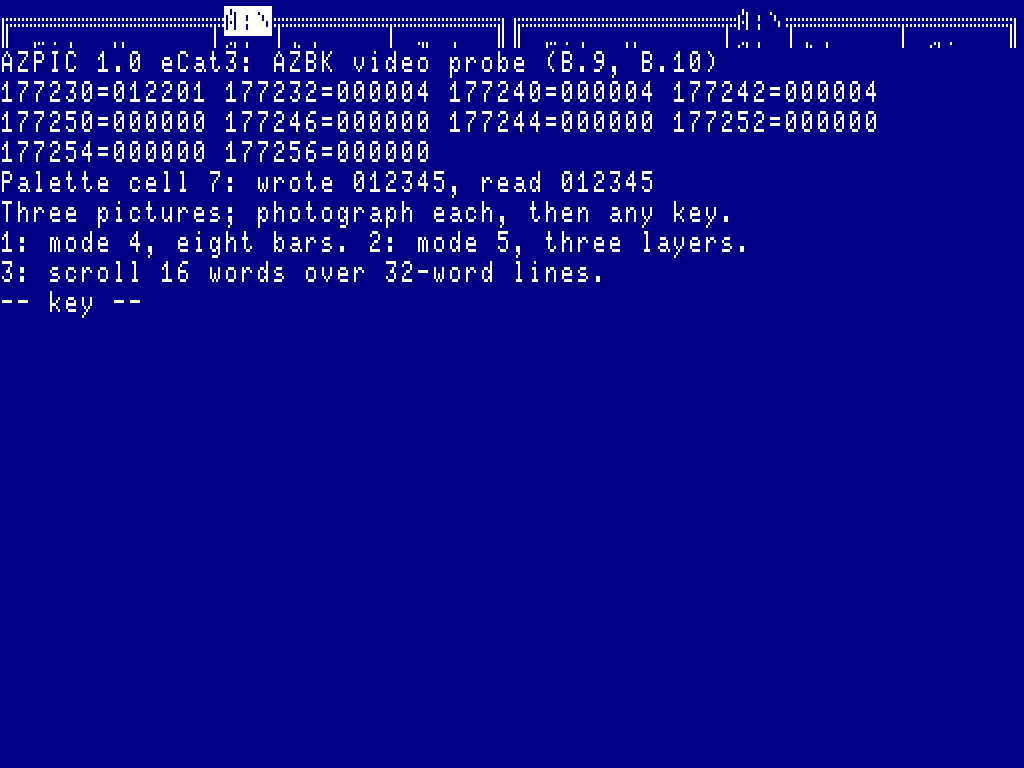 A:\ A:\
AZPIC 1.0 eCat3: AZBK video probe (B.9, B.10)
177230=012201 177232=000004 177240=000004 177242=000004
177250=000000 177246=000000 177244=000000 177252=000000
177254=000000 177256=000000
Palette cell 7: wrote 012345, read 012345
Three pictures; photograph each, then any key.
1: mode 4, eight bars. 2: mode 5, three layers.
3: scroll 16 words over 32-word lines.
-- key --